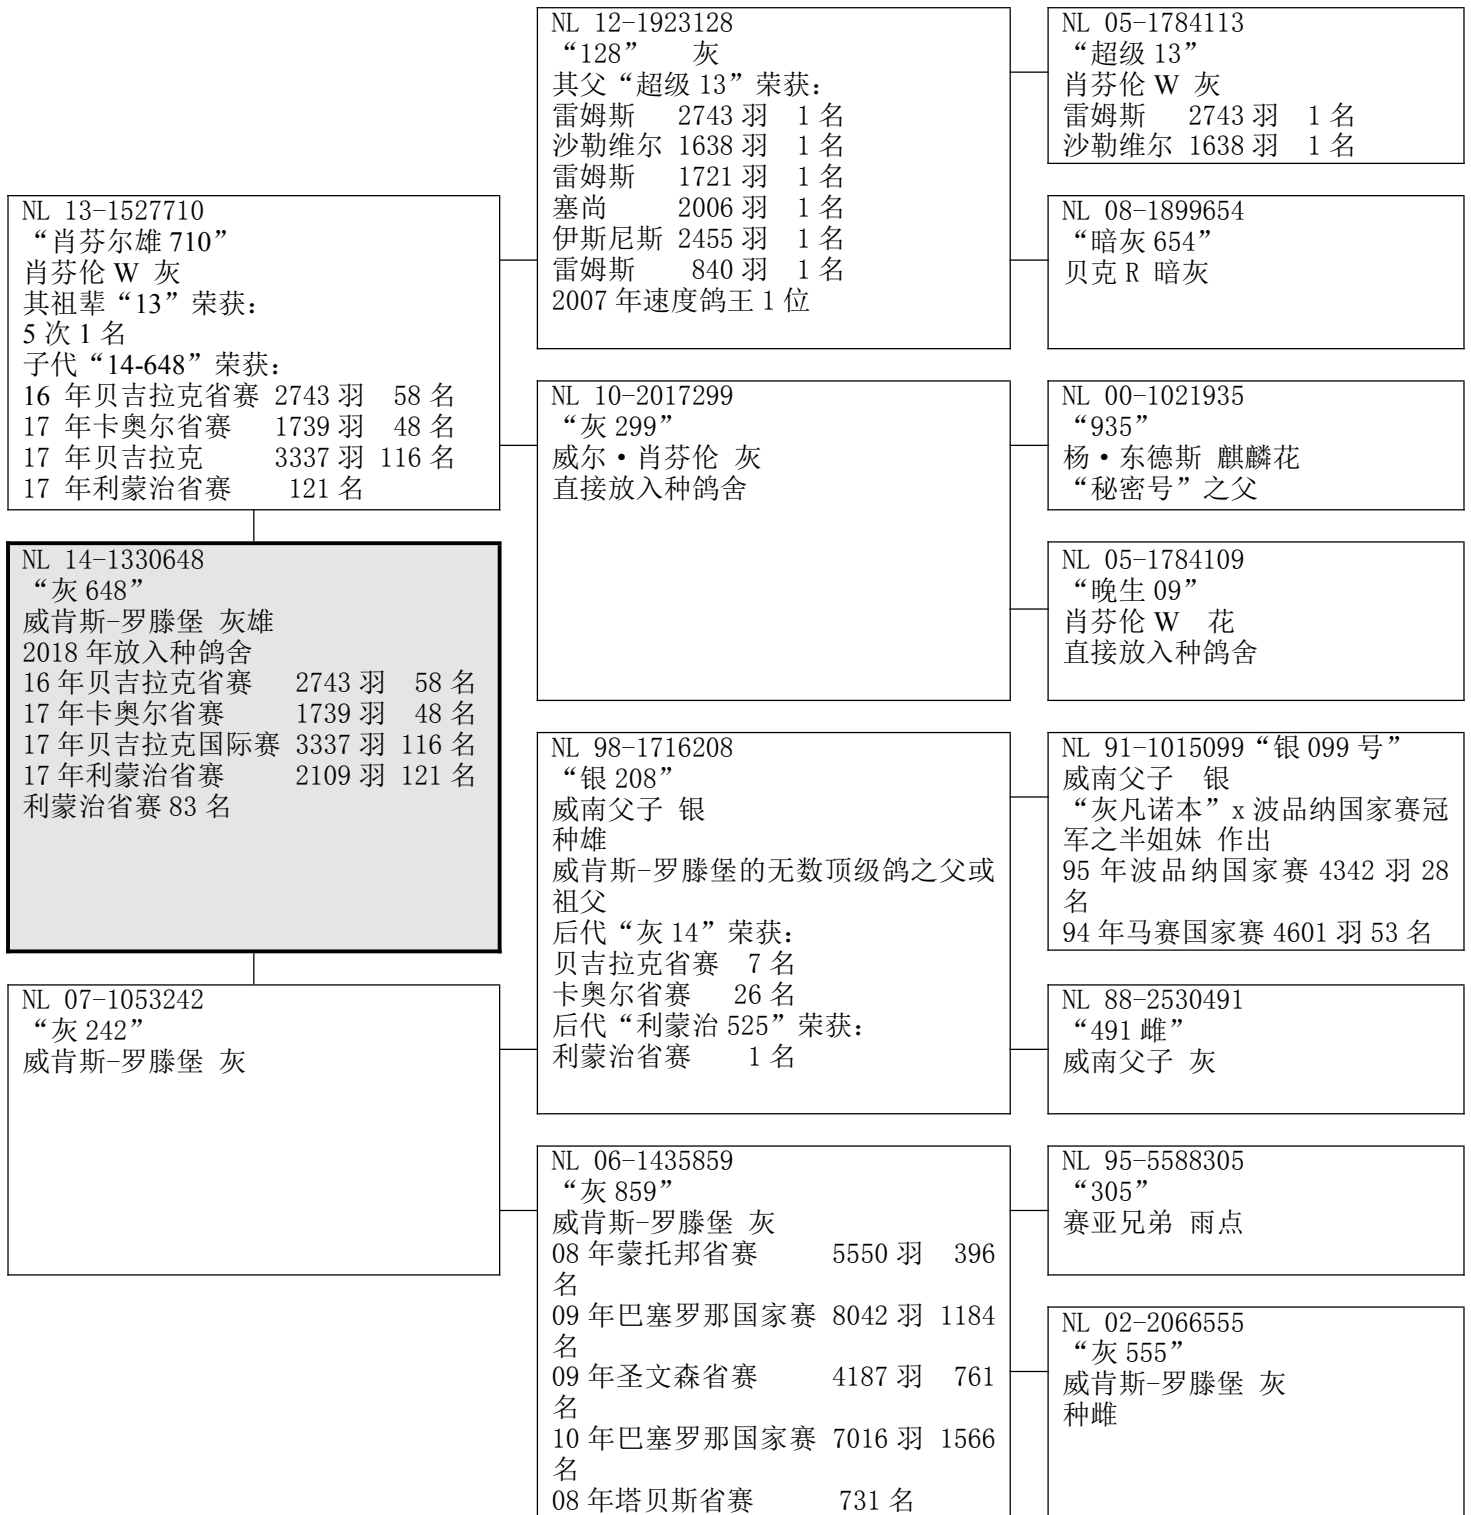 NL 13-1527710
“肖芬尔雄 710”
肖芬伦 W 灰
其祖辈“13”荣获：
5 次 1 名
子代“14-648”荣获：
16 年贝吉拉克省赛 2743 羽 58 名
17 年卡奥尔省赛 1739 羽 48 名
17 年贝吉拉克 3337 羽 116 名
17 年利蒙治省赛 121 名
NL 14-1330648
“灰 648”
威肯斯-罗滕堡 灰雄
2018 年放入种鸽舍
16 年贝吉拉克省赛 2743 羽 58 名
17 年卡奥尔省赛 1739 羽 48 名
17 年贝吉拉克国际赛 3337 羽 116 名
17 年利蒙治省赛 2109 羽 121 名
利蒙治省赛 83 名
NL 07-1053242
“灰 242”
威肯斯-罗滕堡 灰
NL 12-1923128
“128” 灰
其父“超级 13”荣获：
雷姆斯 2743 羽 1 名
沙勒维尔 1638 羽 1 名
雷姆斯 1721 羽 1 名
塞尚 2006 羽 1 名
伊斯尼斯 2455 羽 1 名
雷姆斯 840 羽 1 名
2007 年速度鸽王 1 位
NL 10-2017299
“灰 299”
威尔·肖芬伦 灰
直接放入种鸽舍
NL 98-1716208
“银 208”
威南父子 银
种雄
威肯斯-罗滕堡的无数顶级鸽之父或
祖父
后代“灰 14”荣获：
贝吉拉克省赛 7 名
卡奥尔省赛 26 名
后代“利蒙治 525”荣获：
利蒙治省赛 1 名
NL 06-1435859
“灰 859”
威肯斯-罗滕堡 灰
08 年蒙托邦省赛 5550 羽 396
名
09 年巴塞罗那国家赛 8042 羽 1184
名
09 年圣文森省赛 4187 羽 761
名
10 年巴塞罗那国家赛 7016 羽 1566
名
08 年塔贝斯省赛 731 名
NL 05-1784113
“超级 13”
肖芬伦 W 灰
雷姆斯 2743 羽 1 名
沙勒维尔 1638 羽 1 名
NL 08-1899654
“暗灰 654”
贝克 R 暗灰
NL 00-1021935
“935”
杨·东德斯 麒麟花
“秘密号”之父
NL 05-1784109
“晚生 09”
肖芬伦 W 花
直接放入种鸽舍
NL 91-1015099“银 099 号”
威南父子 银
“灰凡诺本”x 波品纳国家赛冠
军之半姐妹 作出
95 年波品纳国家赛 4342 羽 28
名
94 年马赛国家赛 4601 羽 53 名
NL 88-2530491
“491 雌”
威南父子 灰
NL 95-5588305
“305”
赛亚兄弟 雨点
NL 02-2066555
“灰 555”
威肯斯-罗滕堡 灰
种雌